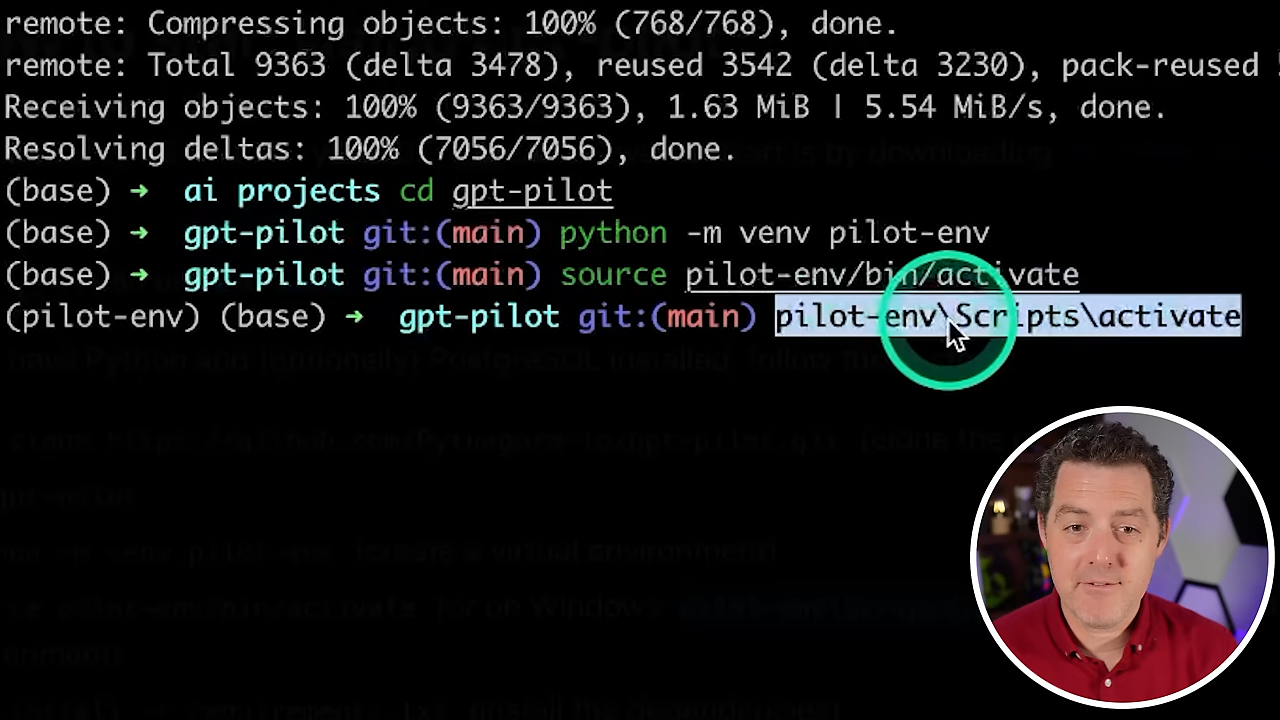 remote: Compressing objects: 100% (768/768), done.
remote: Total 9363 (delta 3478), reused 3542 (delta 3230), pack-reused
Receiving objects: 100% (9363/9363), 1.63 MiB | 5.54 MiB/s, done.
Resolving deltas: 100% (7056/7056), done.
(base) ➜ ai projects cd gpt-pilot
(base) ➜ gpt-pilot git:(main) python -m venv pilot-env
(base) ➜ gpt-pilot git:(main) source pilot-env/bin/activate
(pilot-env) (base) ➜ gpt-pilot git:(main) pilot-env\Scripts\activate